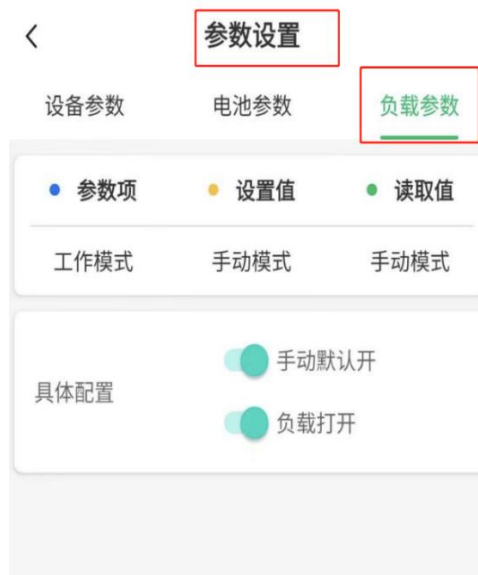 参数设置
设备参数 电池参数 负载参数
参数项 设置值 读取值
工作模式 手动模式 手动模式
手动默认开
具体配置
负载打开